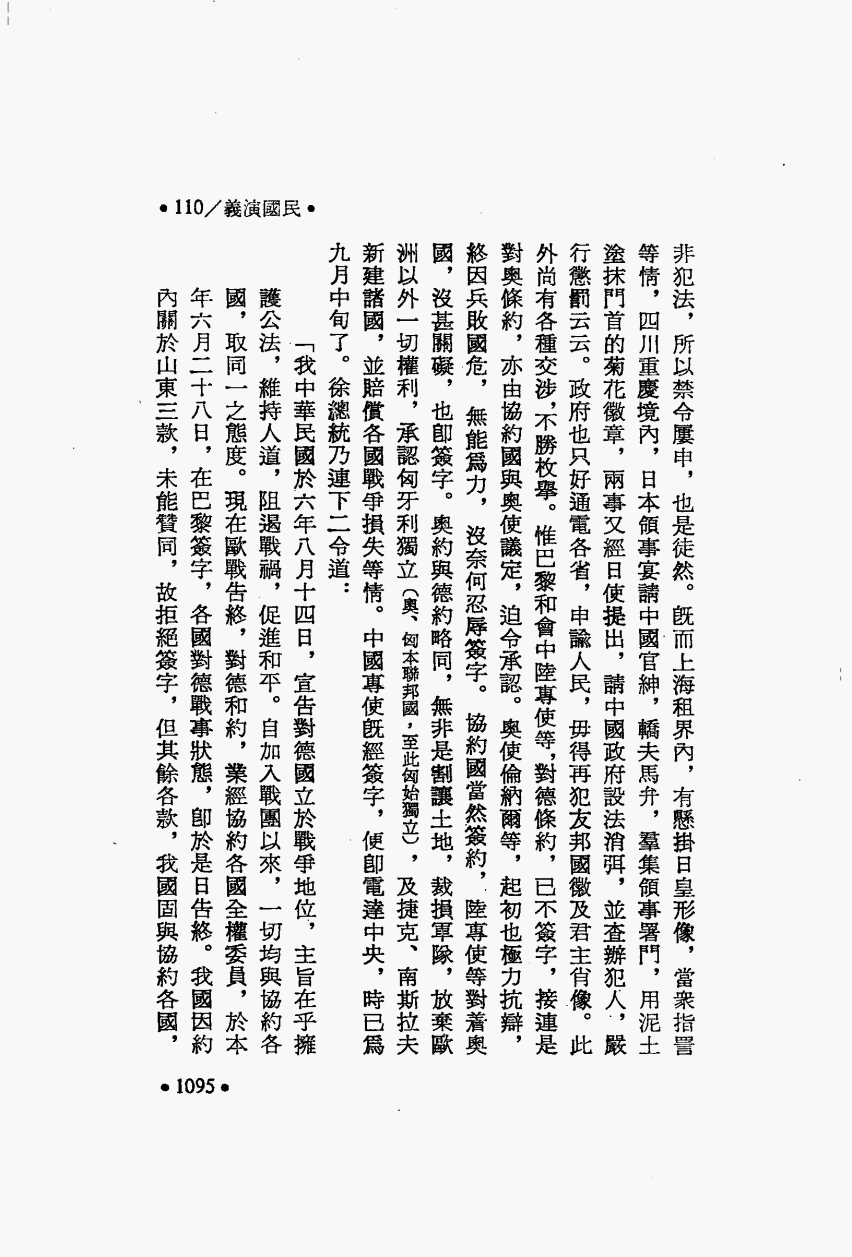 •民國演義/110•
非犯法，所以禁令屢申，也是徒然。旣而上海租界內，有懸掛日皇形像，當衆指詈
等情，四川重慶境內，日本領事宴請中國官紳，轎夫馬弁，羣集領事署門，用泥土
塗抹門首的菊花徽章，兩事又經日使提出，請中國政府設法消弭，並查辦犯人，嚴
行懲罰云云。政府也只好通電各省，申諭人民，毋得再犯友邦國徽及君主肖像。此
外尚有各種交涉，不勝枚舉。惟巴黎和會中陸專使等，對德條約，已不簽字，接連是
對奧條約，亦由協約國與奧使議定，迫令承認。奧使倫納爾等，起初也極力抗辯，
終因兵敗國危，無能爲力，沒奈何忍辱簽字。協約國當然簽約，陸專使等對着奧
國，沒甚關礙，也卽簽字。奧約與德約略同，無非是割讓土地，裁損軍隊，放棄歐
洲以外一切權利，承認匈牙利獨立（奧、匈本聯邦國，至此匈始獨立），及捷克、南斯拉夫
新建諸國，並賠償各國戰爭損失等情。中國專使旣經簽字，便卽電達中央，時已爲
九月中旬了。徐總統乃連下二令道：
「我中華民國於六年八月十四日，宣告對德國立於戰爭地位，主旨在乎擁
護公法，維持人道，阻遏戰禍，促進和平。自加入戰團以來，一切均與協約各
國，取同一之態度。現在歐戰告終，對德和約，業經協約各國全權委員，於本
年六月二十八日，在巴黎簽字，各國對德戰事狀態，卽於是日告終。我國因約
內關於山東三款，未能贊同，故拒絕簽字，但其餘各款，我國固與協約各國，
•1095•